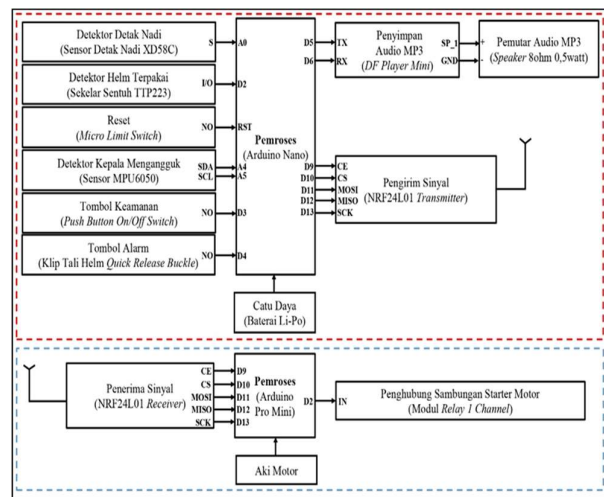 Detektor Detak Nadi
(Sensor Detak Nadi XD58C)
S
A0
Detektor Helm Terpakai
(Sekelar Sentuh TTP223)
I/O
D2
Reset
(Micro Limit Switch)
NO
RST
Detektor Kepala Mengangguk
(Sensor MPU6050)
SDA
SCL
A4
A5
Tombol Keamanan
(Push Button On/Off Switch)
NO
D3
Tombol Alarm
(Klip Tali Helm Quick Release Buckle)
NO
D4
Pemroses
(Arduino Nano)
D5
D6
TX
RX
Penyimpan
Audio MP3
(DF Player Mini)
SP_1
GND
+
-
Pemutar Audio MP3
(Speaker 8ohm 0,5watt)
D9
D10
D11
D12
D13
CE
CS
MOSI
MISO
SCK
Pengirim Sinyal
(NRF24L01 Transmitter)
Catu Daya
(Baterai Li-Po)
Penerima Sinyal
(NRF24L01 Receiver)
CE
CS
MOSI
MISO
SCK
D9
D10
D11
D12
D13
Pemroses
(Arduino
Pro Mini)
D2
IN
Penghubung Sambungan Starter Motor
(Modul Relay 1 Channel)
Aki Motor